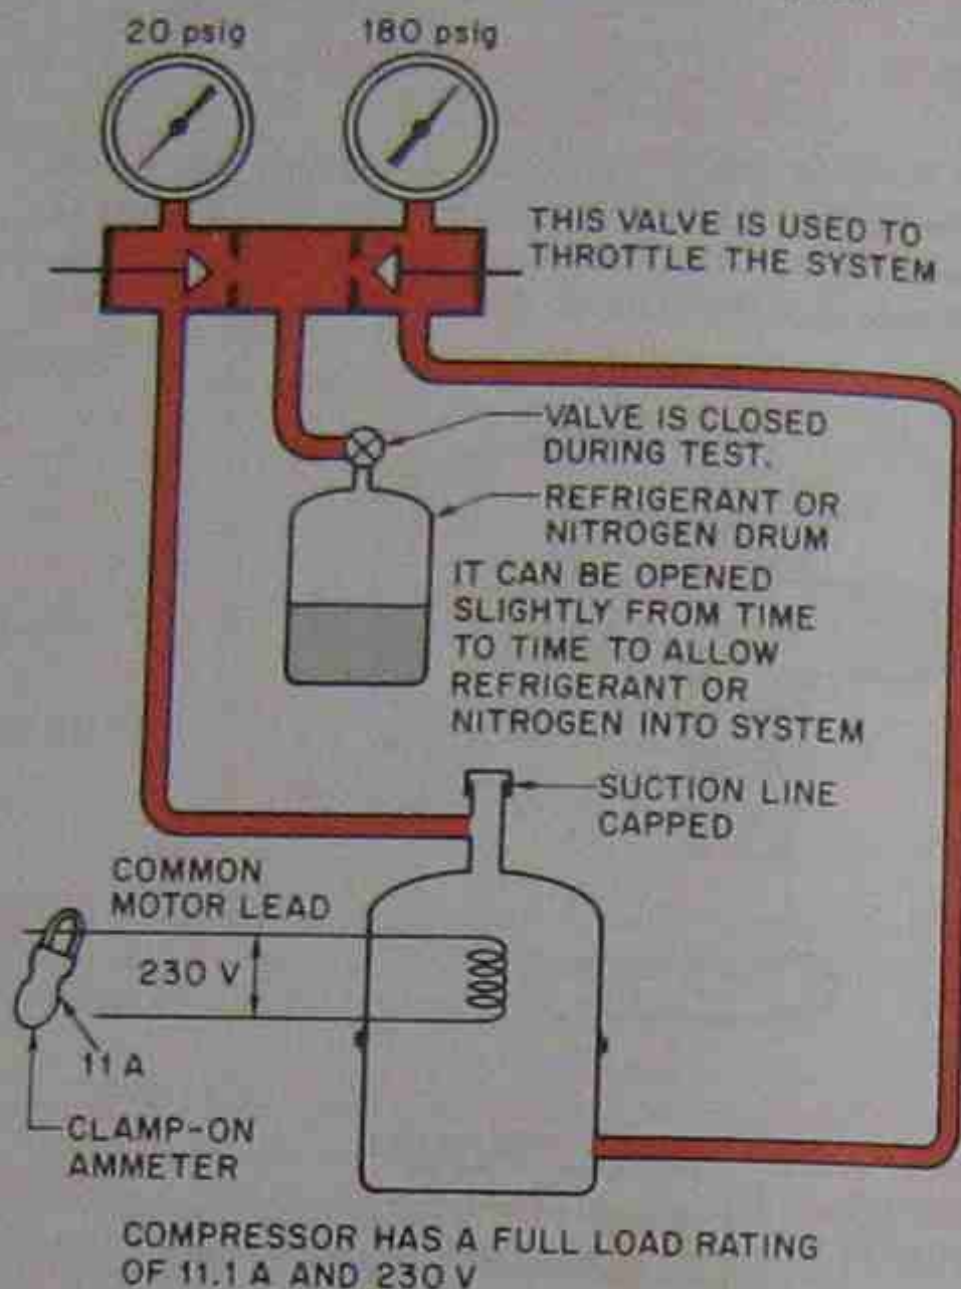 20 psig
180 psig
THIS VALVE IS USED TO
THROTTLE THE SYSTEM
VALVE IS CLOSED
DURING TEST.
REFRIGERANT OR
NITROGEN DRUM
IT CAN BE OPENED
SLIGHTLY FROM TIME
TO TIME TO ALLOW
REFRIGERANT OR
NITROGEN INTO SYSTEM
SUCTION LINE
CAPPED
COMMON
MOTOR LEAD
230 V
11 A
CLAMP-ON
AMMETER
COMPRESSOR HAS A FULL LOAD RATING
OF 11.1 A AND 230 V